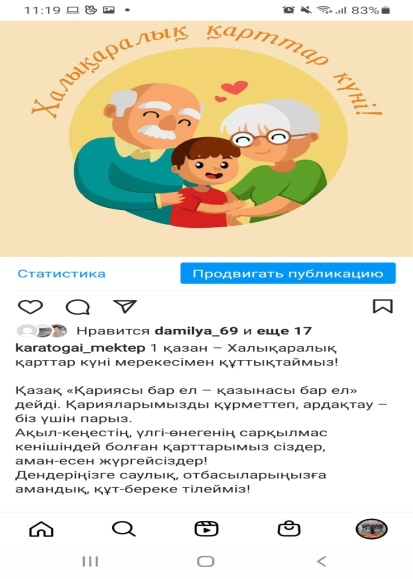 11:19
83%
Халықаралық қарттар күні!
Статистика
Продвигать публикацию
Нравится damilya_69 и еще 17
karatogai_mektep 1 қазан – Халықаралық
қарттар күні мерекесімен құттықтаймыз!
Қазақ «Қариясы бар ел – қазынасы бар ел»
дейді. Қарияларымызды құрметтеп, ардақтау –
біз үшін парыз.
Ақыл-кеңестің, үлгі-өнегенің сарқылмас
кенішіндей болған қарттарымыз сіздер,
аман-есен жүргейсіздер!
Дендеріңізге саулық, отбасыларыңызға
амандық, құт-береке тілейміз!